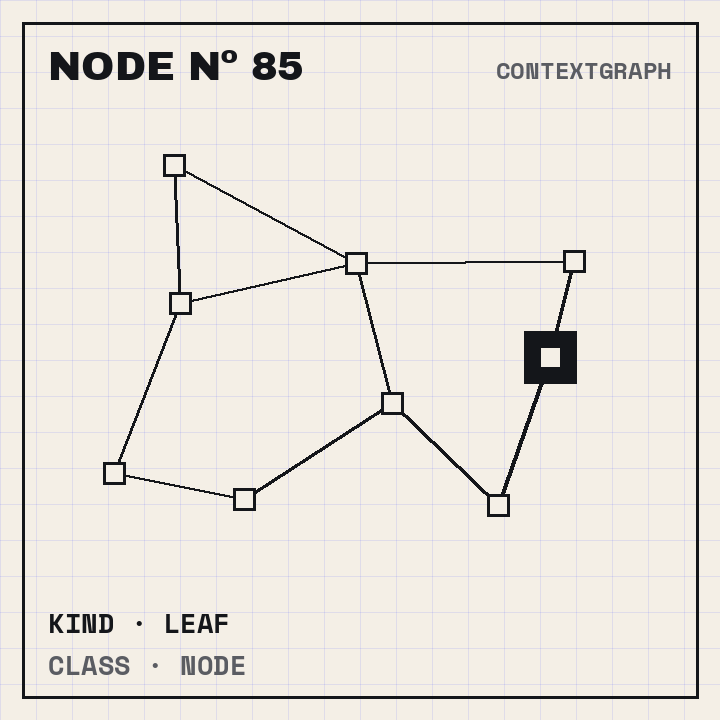 NODE Nº 85
CONTEXTGRAPH
KIND · LEAF
CLASS · NODE